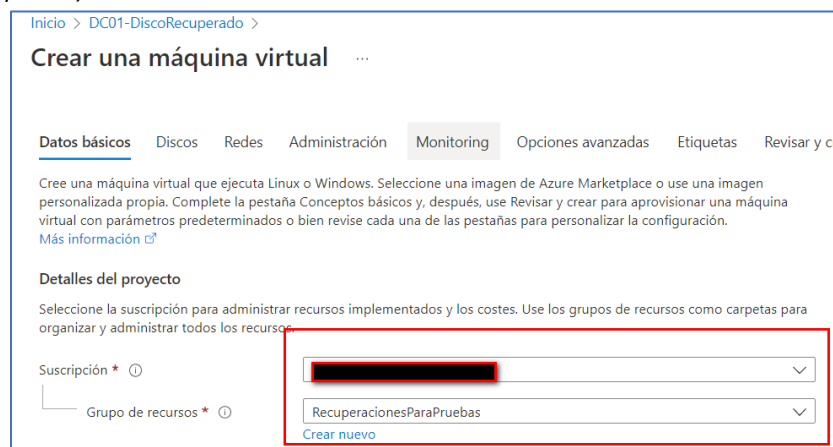 Inicio > DC01-DiscoRecuperado >
Crear una máquina virtual ...
Datos básicos Discos Redes Administración Monitoring Opciones avanzadas Etiquetas Revisar y c
Cree una máquina virtual que ejecuta Linux o Windows. Seleccione una imagen de Azure Marketplace o use una imagen
personalizada propia. Complete la pestaña Conceptos básicos y, después, use Revisar y crear para aprovisionar una máquina
virtual con parámetros predeterminados o bien revise cada una de las pestañas para personalizar la configuración.
Más información
Detalles del proyecto
Seleccione la suscripción para administrar recursos implementados y los costes. Use los grupos de recursos como carpetas para
organizar y administrar todos los recursos.
Suscripción *
Grupo de recursos * RecuperacionesParaPruebas
Crear nuevo